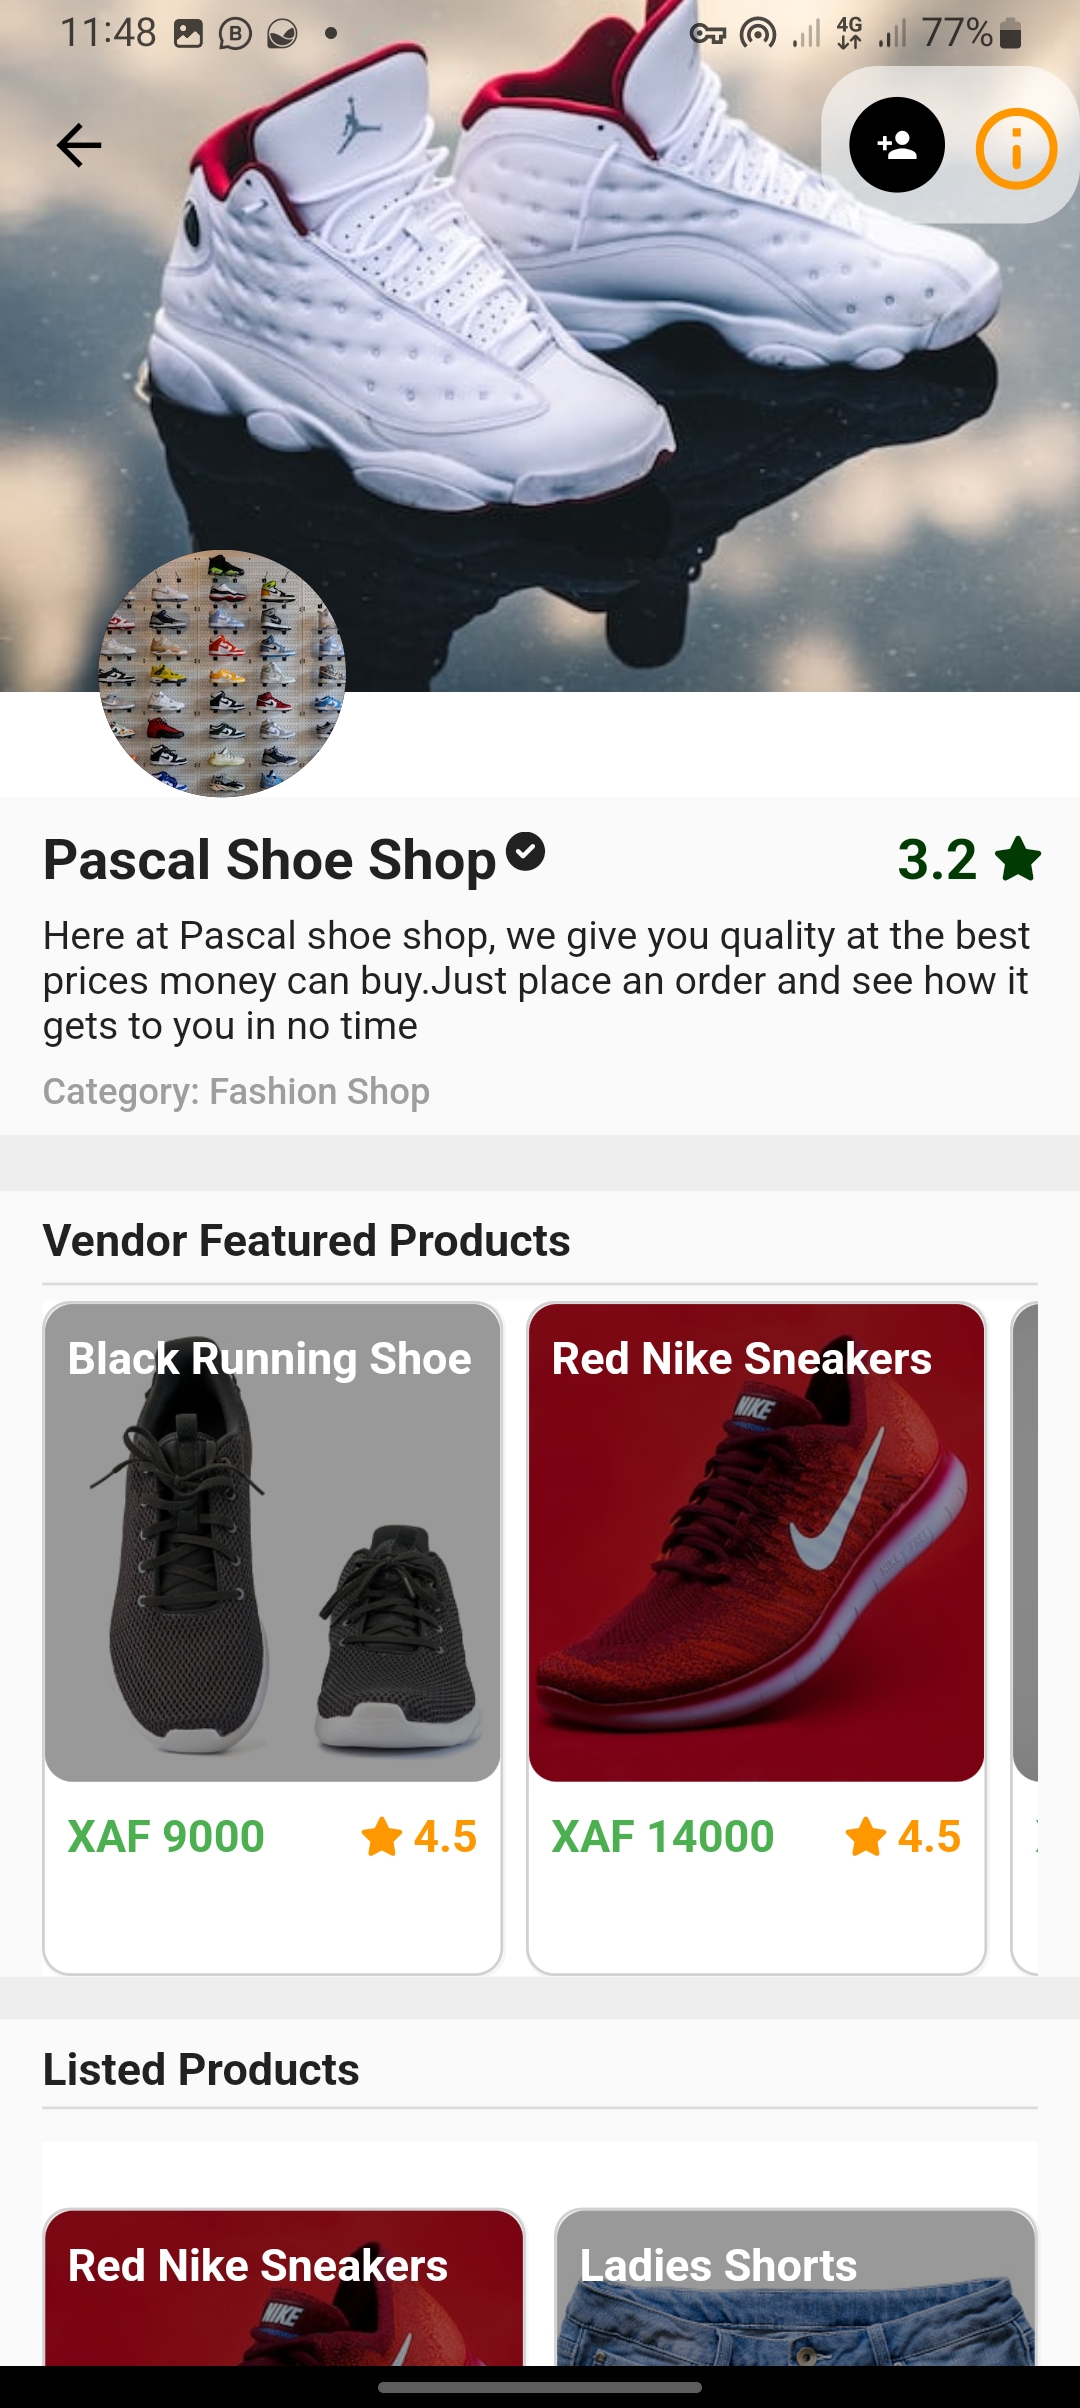 11:48
4G
77%
Pascal Shoe Shop
3.2
Here at Pascal shoe shop, we give you quality at the best
prices money can buy.Just place an order and see how it
gets to you in no time
Category: Fashion Shop
Vendor Featured Products
Black Running Shoe
Red Nike Sneakers
NIKE
XAF 9000
4.5
XAF 14000
4.5
Listed Products
Red Nike Sneakers
Ladies Shorts
NIKE